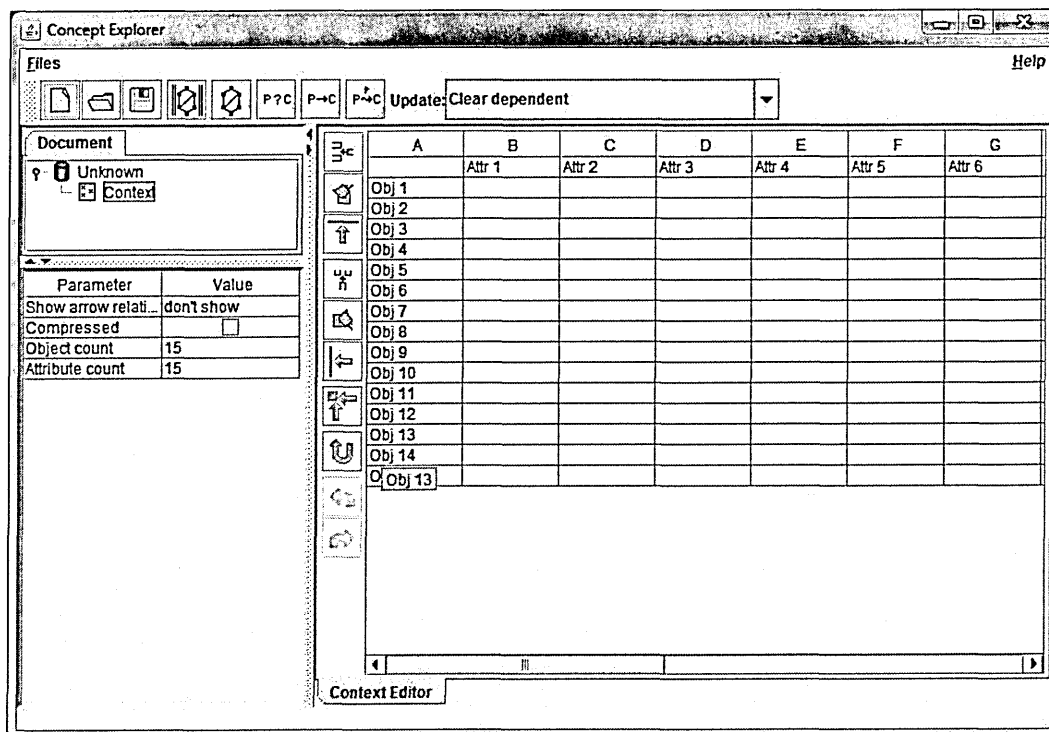 Concept Explorer
Files Help
P?C P→C Update: Clear dependent
Document
Unknown
Context
Parameter Value
Show arrow relati... don't show
Compressed
Object count 15
Attribute count 15
A B C D E F G
Attr 1 Attr 2 Attr 3 Attr 4 Attr 5 Attr 6
Obj 1
Obj 2
Obj 3
Obj 4
Obj 5
Obj 6
Obj 7
Obj 8
Obj 9
Obj 10
Obj 11
Obj 12
Obj 13
Obj 14
Obj 13
Context Editor